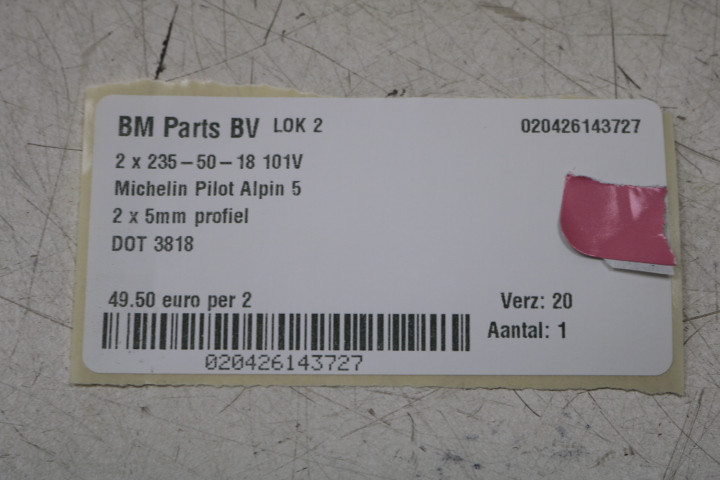 BM Parts BV LOK 2 020426143727
2 x 235-50-18 101V
Michelin Pilot Alpin 5
2 x 5mm profiel
DOT 3818
49.50 euro per 2 Verz: 20
Aantal: 1
020426143727